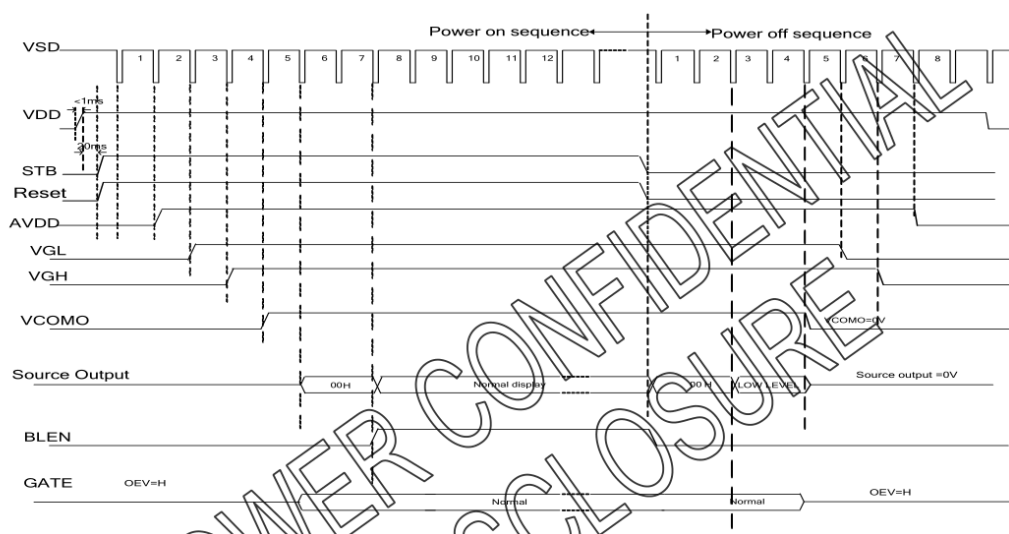 Power on sequence Power off sequence
VSD
1 2 3 4 5 6 7 8 9 10 11 12 1 2 3 4 5 6 7 8
<1ms
VDD
20ms
STB
Reset
AVDD
VGL
VGH
VCOMO
VCOMO=0V
Source Output
00H Normal display 00 H LOW LEVEL Source output =0V
BLEN
GATE
OEV=H Normal Normal OEV=H
POWER CONFIDENTIAL
SCLOSURE